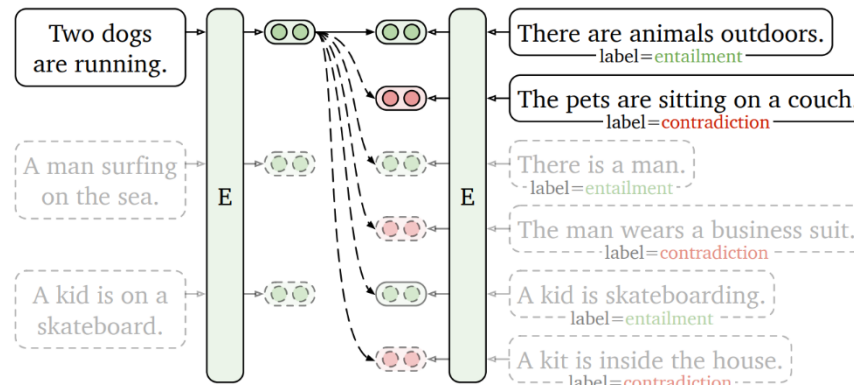 Two dogs
are running.
There are animals outdoors.
label=entailment
The pets are sitting on a couch.
label=contradiction
A man surfing
on the sea.
There is a man.
label=entailment
E
E
The man wears a business suit.
label=contradiction
A kid is on a
skateboard.
A kid is skateboarding.
label=entailment
A kit is inside the house.
label=contradiction